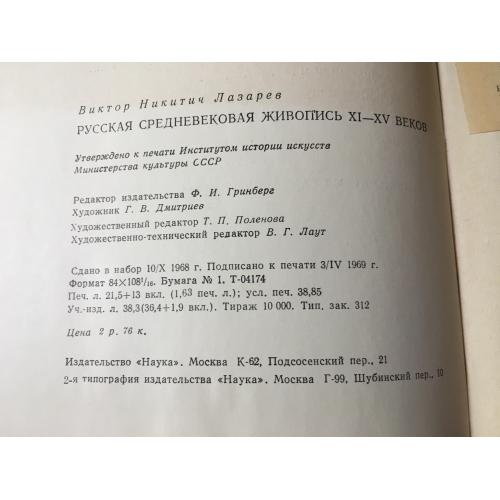 Виктор Никитич Лазарев
РУССКАЯ СРЕДНЕВЕКОВАЯ ЖИВОПИСЬ XI—XV ВЕКОВ
Утверждено к печати Институтом истории искусств
Министерства культуры СССР
Редактор издательства Ф. И. Гринберг
Художник Г. В. Дмитриев
Художественный редактор Т. П. Поленова
Художественно-технический редактор В. Г. Лаут
Сдано в набор 10/X 1968 г. Подписано к печати 3/IV 1969 г.
Формат 84×108¹/₁₆. Бумага № 1. Т-04174
Печ. л. 21,5+13 вкл. (1,63 печ. л.); усл. печ. 38,85
Уч.-изд. л. 38,3(36,4+1,9 вкл.). Тираж 10 000. Тип. зак. 312
Цена 2 р. 76 к.
Издательство «Наука». Москва К-62, Подсосенский пер., 21
2-я типография издательства «Наука». Москва Г-99, Шубинский пер., 10